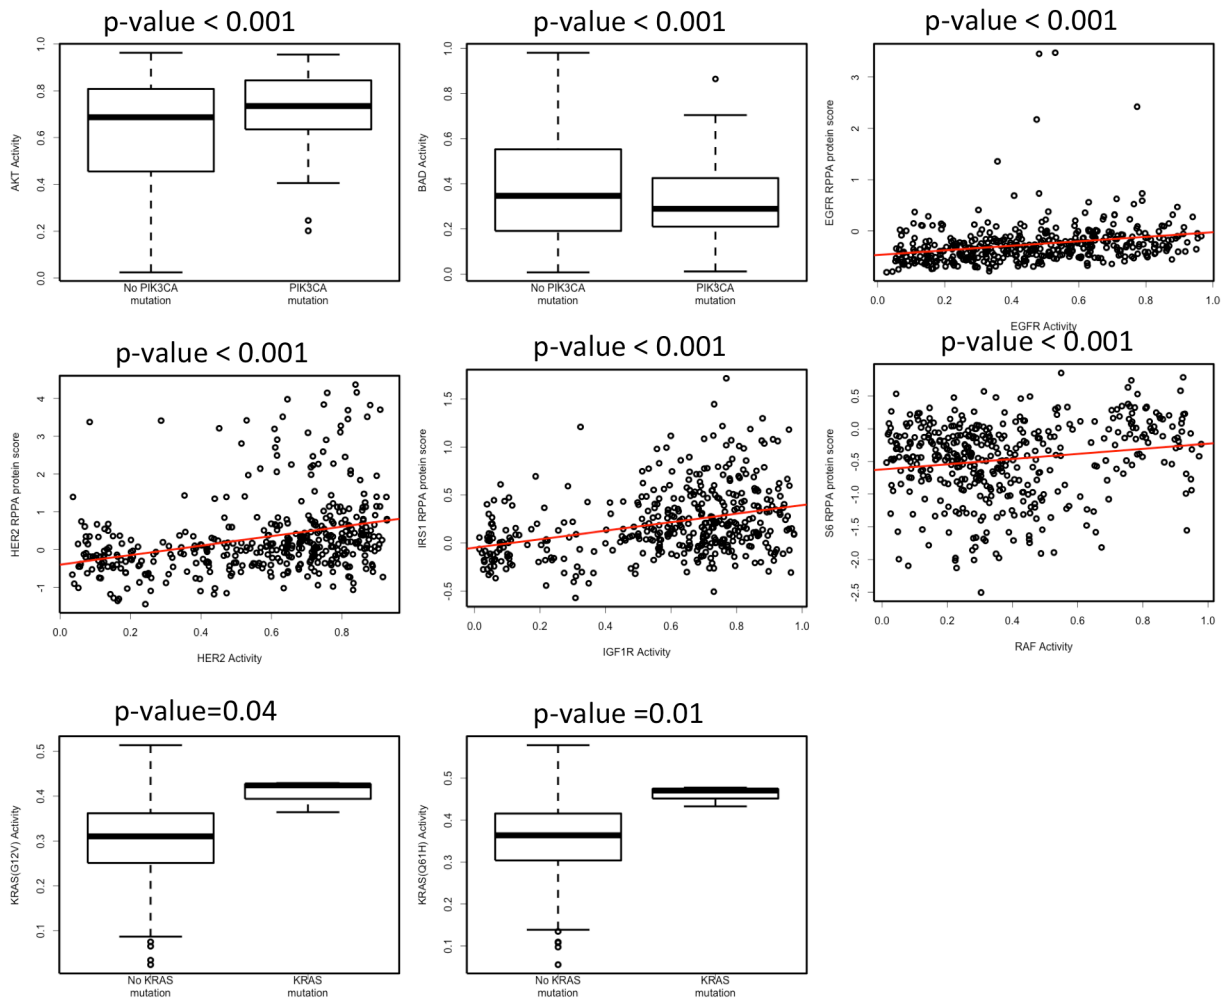 p-value < 0.001
p-value < 0.001
p-value < 0.001
AKT Activity
0.0 0.2 0.4 0.6 0.8 1.0
No PIK3CA
mutation
PIK3CA
mutation
BAD Activity
0.0 0.2 0.4 0.6 0.8 1.0
No PIK3CA
mutation
PIK3CA
mutation
EGFR RPPA protein score
0 1 2 3
0.0 0.2 0.4 0.6 0.8 1.0
EGFR Activity
p-value < 0.001
p-value < 0.001
p-value < 0.001
HER2 RPPA protein score
-1 0 1 2 3 4
0.0 0.2 0.4 0.6 0.8
HER2 Activity
IRS1 RPPA protein score
-0.5 0.0 0.5 1.0 1.5
0.0 0.2 0.4 0.6 0.8 1.0
IGF1R Activity
S6 RPPA protein score
-2.5 -2.0 -1.5 -1.0 -0.5 0.0 0.5
0.0 0.2 0.4 0.6 0.8 1.0
RAF Activity
p-value=0.04
p-value =0.01
KRAS(G12V) Activity
0.1 0.2 0.3 0.4 0.5
No KRAS
mutation
KRAS
mutation
KRAS(Q61H) Activity
0.1 0.2 0.3 0.4 0.5
No KRAS
mutation
KRAS
mutation